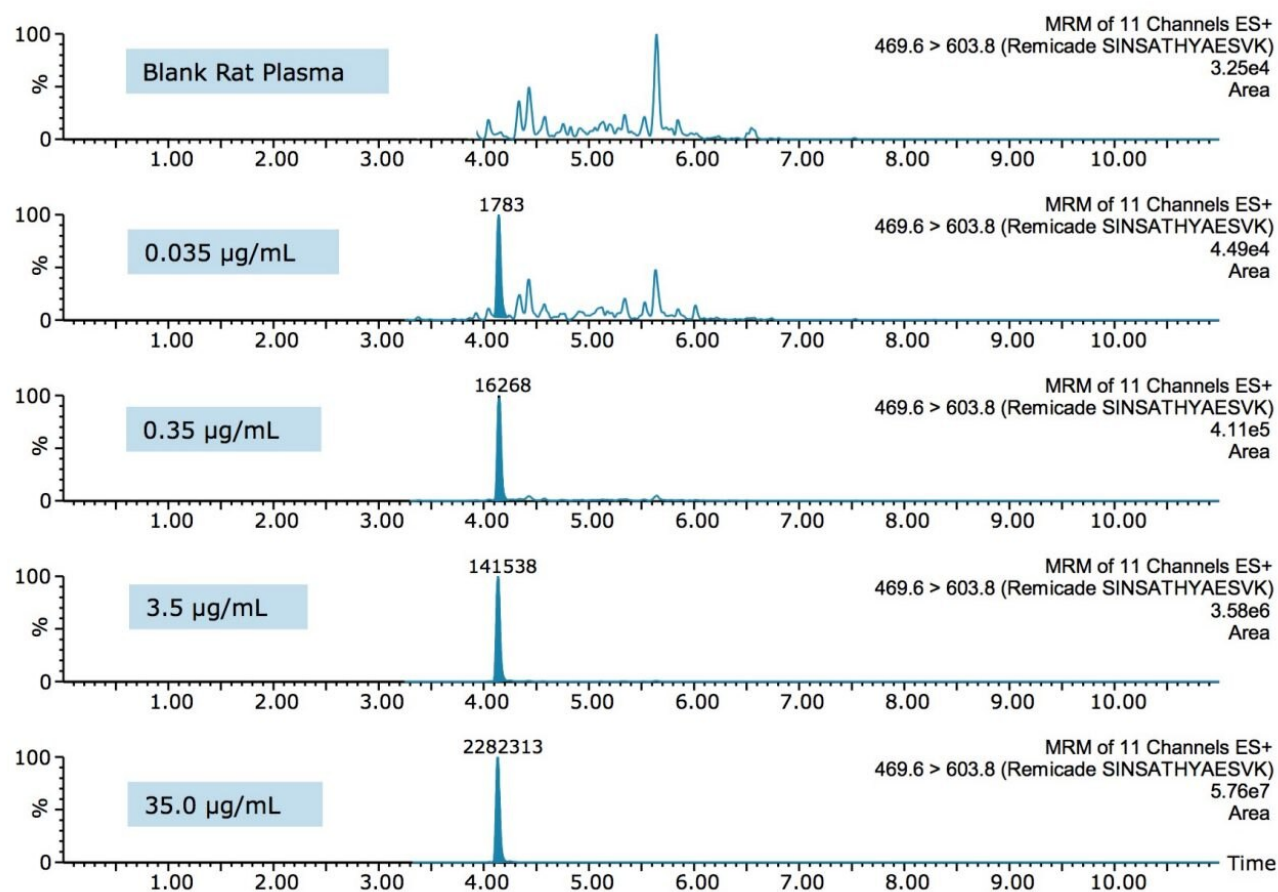 MRM of 11 Channels ES+
469.6 > 603.8 (Remicade SINSATHYAESVK)
3.25e4
Area
100
%
0
Blank Rat Plasma
1.00 2.00 3.00 4.00 5.00 6.00 7.00 8.00 9.00 10.00
MRM of 11 Channels ES+
469.6 > 603.8 (Remicade SINSATHYAESVK)
4.49e4
Area
1783
100
%
0
0.035 µg/mL
1.00 2.00 3.00 4.00 5.00 6.00 7.00 8.00 9.00 10.00
MRM of 11 Channels ES+
469.6 > 603.8 (Remicade SINSATHYAESVK)
4.11e5
Area
16268
100
%
0
0.35 µg/mL
1.00 2.00 3.00 4.00 5.00 6.00 7.00 8.00 9.00 10.00
MRM of 11 Channels ES+
469.6 > 603.8 (Remicade SINSATHYAESVK)
3.58e6
Area
141538
100
%
0
3.5 µg/mL
1.00 2.00 3.00 4.00 5.00 6.00 7.00 8.00 9.00 10.00
MRM of 11 Channels ES+
469.6 > 603.8 (Remicade SINSATHYAESVK)
5.76e7
Area
2282313
100
%
0
35.0 µg/mL
Time
1.00 2.00 3.00 4.00 5.00 6.00 7.00 8.00 9.00 10.00